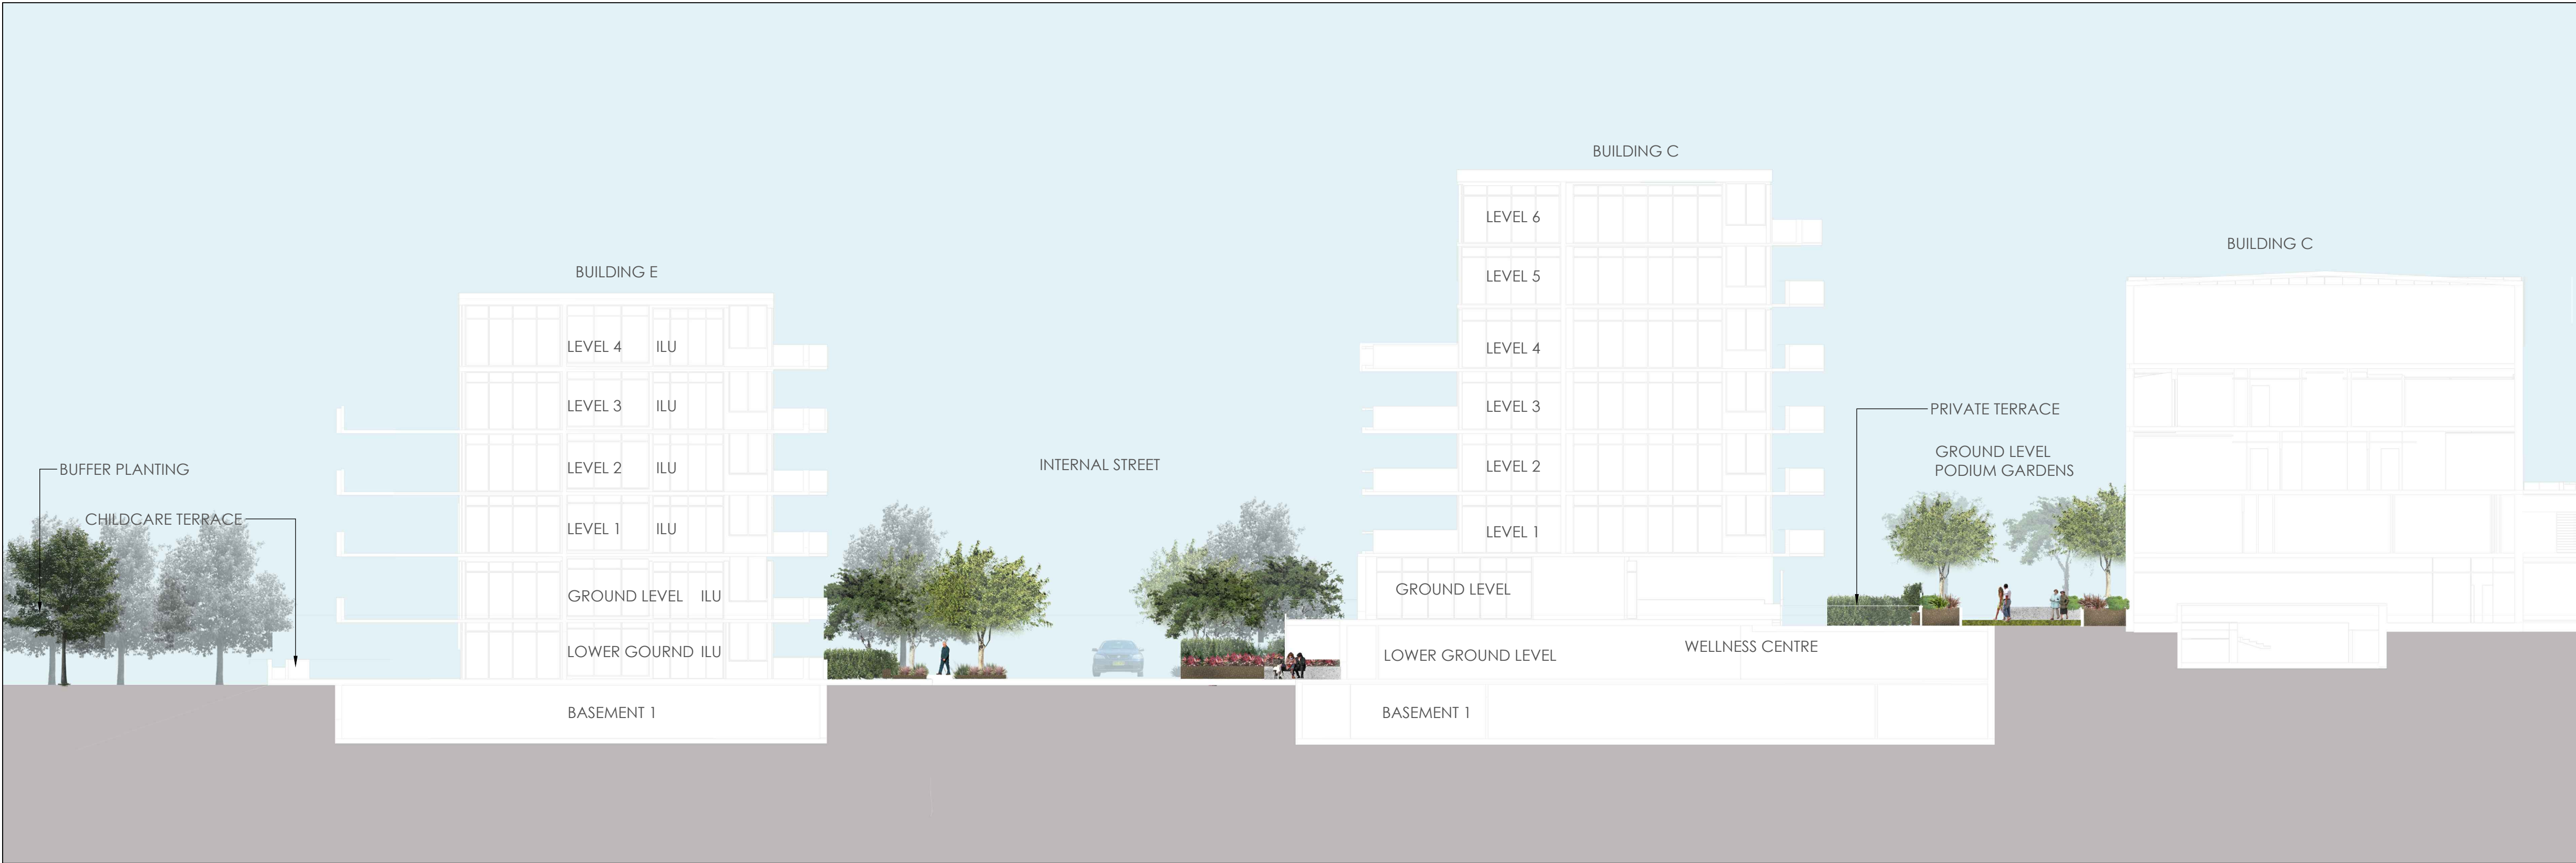 BUILDING E
LEVEL 4 ILU
LEVEL 3 ILU
LEVEL 2 ILU
LEVEL 1 ILU
GROUND LEVEL ILU
LOWER GOURND ILU
BASEMENT 1
BUFFER PLANTING
CHILDCARE TERRACE
INTERNAL STREET
BUILDING C
LEVEL 6
LEVEL 5
LEVEL 4
LEVEL 3
LEVEL 2
LEVEL 1
GROUND LEVEL
LOWER GROUND LEVEL
WELLNESS CENTRE
BASEMENT 1
PRIVATE TERRACE
GROUND LEVEL
PODIUM GARDENS
BUILDING C